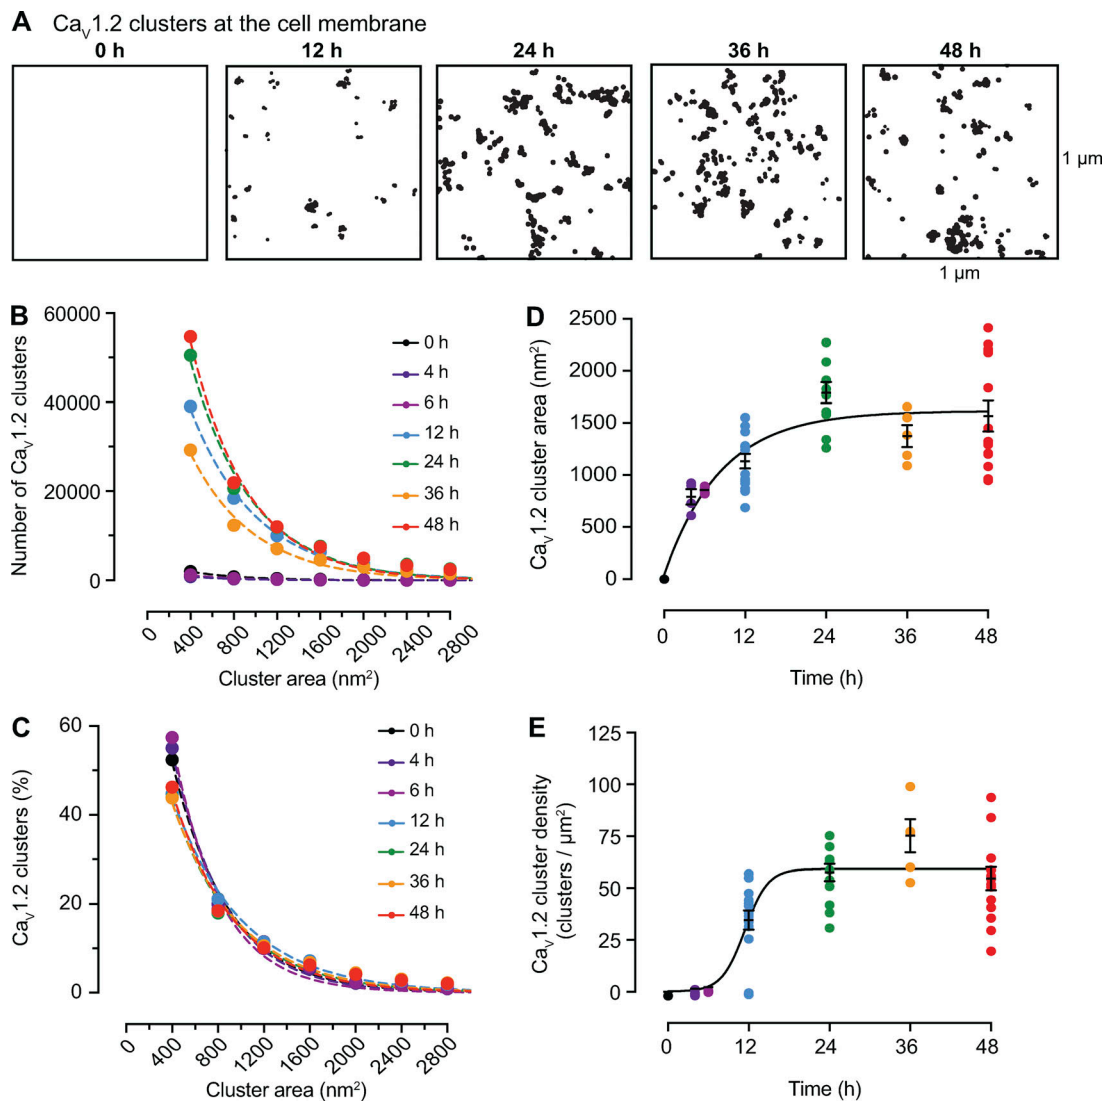 A CaV1.2 clusters at the cell membrane
0 h 12 h 24 h 36 h 48 h
1 µm
1 µm
B
Number of CaV1.2 clusters
60000
40000
20000
0
0 h
4 h
6 h
12 h
24 h
36 h
48 h
0 400 800 1200 1600 2000 2400 2800
Cluster area (nm²)
D
CaV1.2 cluster area (nm²)
2500
2000
1500
1000
500
0
0 12 24 36 48
Time (h)
C
CaV1.2 clusters (%)
60
40
20
0
0 h
4 h
6 h
12 h
24 h
36 h
48 h
0 400 800 1200 1600 2000 2400 2800
Cluster area (nm²)
E
CaV1.2 cluster density
(clusters / µm²)
125
100
75
50
25
0
0 12 24 36 48
Time (h)